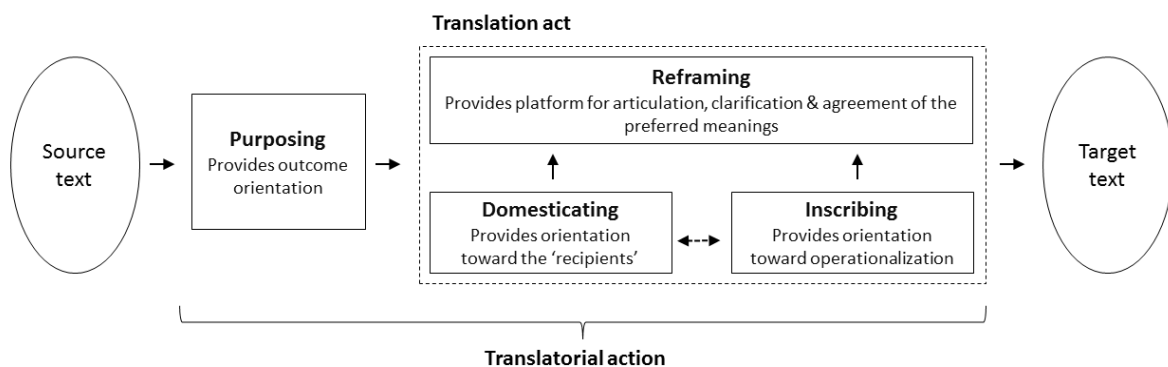 Translation act
Source
text
Purposing
Provides outcome
orientation
Reframing
Provides platform for articulation, clarification & agreement of the
preferred meanings
Domesticating
Provides orientation
toward the ‘recipients’
Inscribing
Provides orientation
toward operationalization
Target
text
Translatorial action